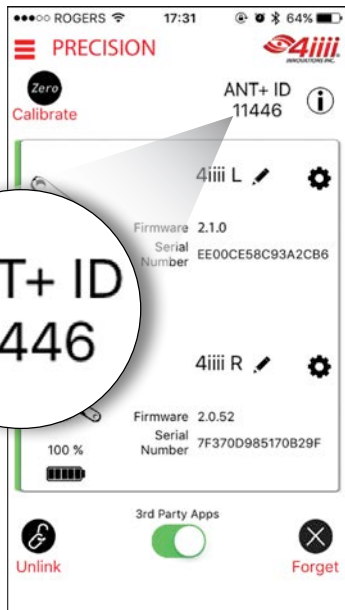 ROGERS 17:31 64%
PRECISION
4iiii
INNOVATIONS INC.
Zero
Calibrate
ANT+ ID
11446
i
4iiii L
Firmware 2.1.0
Serial
Number EE00CE58C93A2CB6
T+ ID
446
4iiii R
Firmware 2.0.52
Serial
Number 7F370D985170B29F
100 %
3rd Party Apps
Unlink
Forget